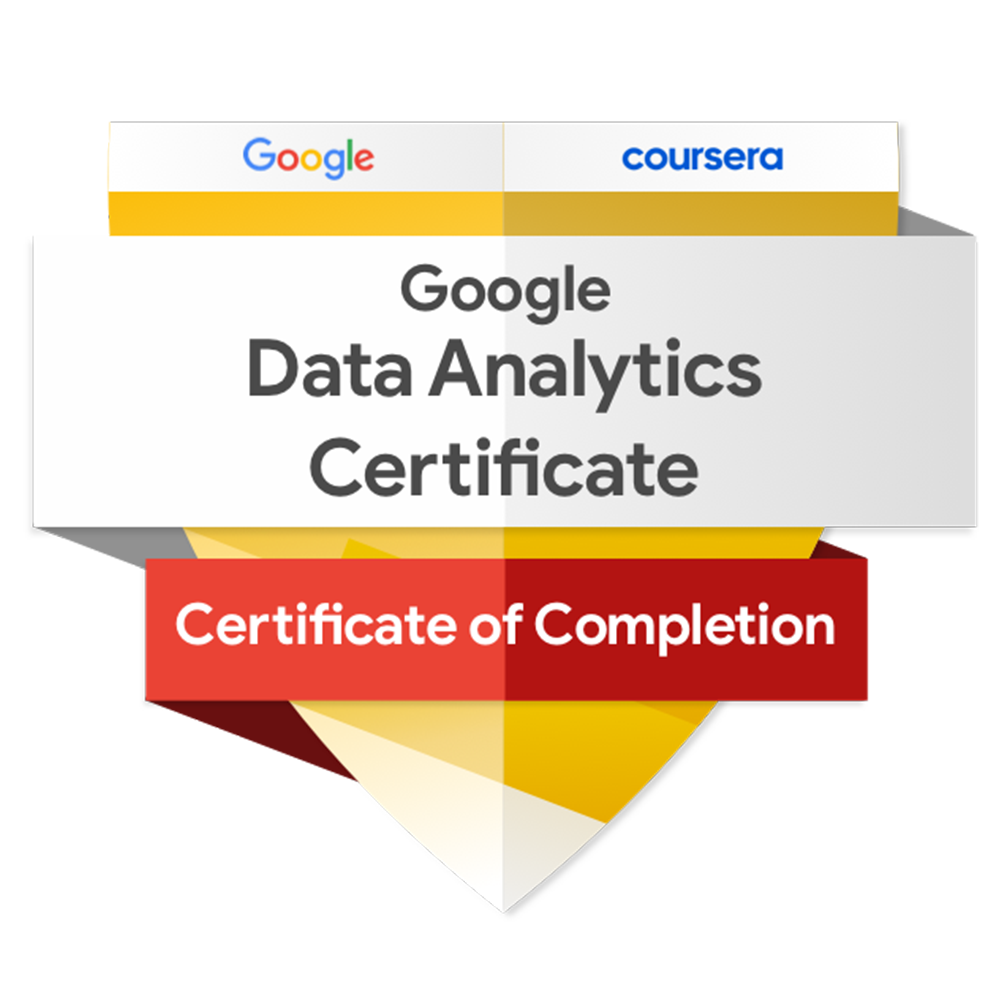 Google coursera
Google
Data Analytics
Certificate
Certificate of Completion